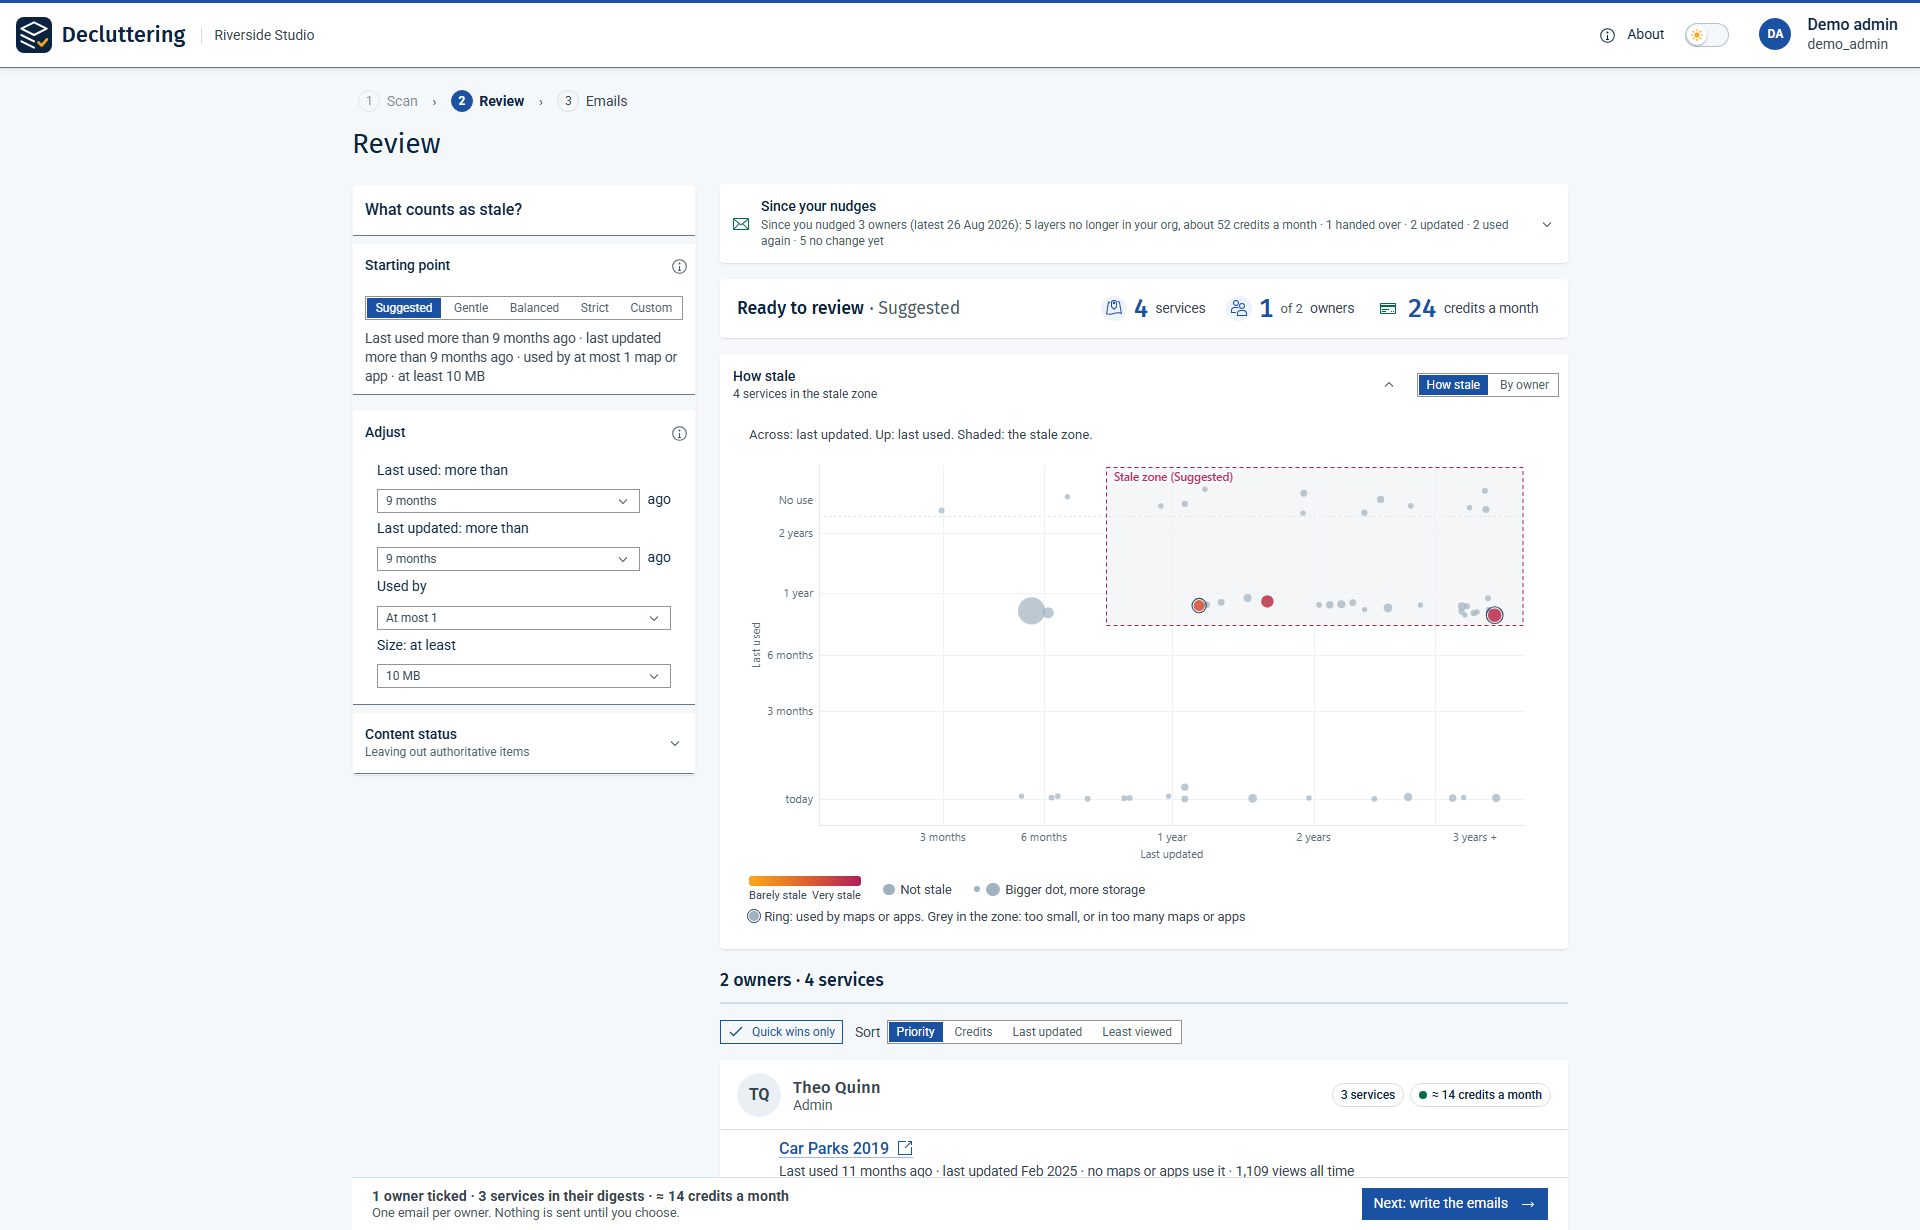 Decluttering
Riverside Studio
About
DA
Demo admin
demo_admin
1 Scan › 2 Review › 3 Emails
Review
What counts as stale?
Starting point
Suggested Gentle Balanced Strict Custom
Last used more than 9 months ago · last updated
more than 9 months ago · used by at most 1 map or
app · at least 10 MB
Adjust
Last used: more than
9 months ago
Last updated: more than
9 months ago
Used by
At most 1
Size: at least
10 MB
Content status
Leaving out authoritative items
Since your nudges
Since you nudged 3 owners (latest 26 Aug 2026): 5 layers no longer in your org, about 52 credits a month · 1 handed over · 2 updated · 2 used
again · 5 no change yet
Ready to review · Suggested
4 services
1 of 2 owners
24 credits a month
How stale
4 services in the stale zone
How stale By owner
Across: last updated. Up: last used. Shaded: the stale zone.
Stale zone (Suggested)
No use
2 years
1 year
6 months
3 months
today
Last used
3 months 6 months 1 year 2 years 3 years +
Last updated
Barely stale Very stale
Not stale
Bigger dot, more storage
Ring: used by maps or apps. Grey in the zone: too small, or in too many maps or apps
2 owners · 4 services
Quick wins only
Sort
Priority Credits Last updated Least viewed
TQ
Theo Quinn
Admin
3 services
≈ 14 credits a month
Car Parks 2019
Last used 11 months ago · last updated Feb 2025 · no maps or apps use it · 1,109 views all time
1 owner ticked · 3 services in their digests · ≈ 14 credits a month
One email per owner. Nothing is sent until you choose.
Next: write the emails →